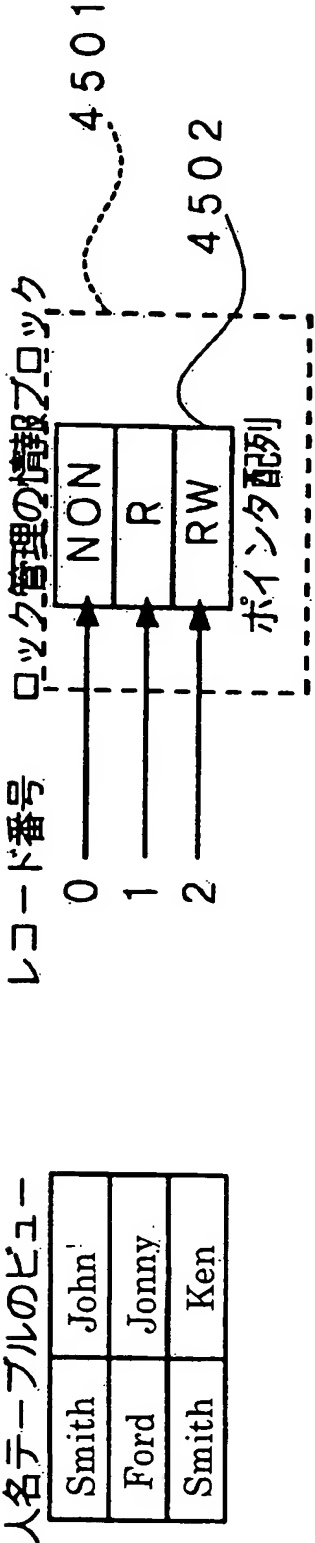 人名テーブルのビュー
Smith John
Ford Jonny
Smith Ken
レコード番号
0
1
2
ロック管理の情報ブロック
NON
R
RW
ポインタ配列
4501
4502